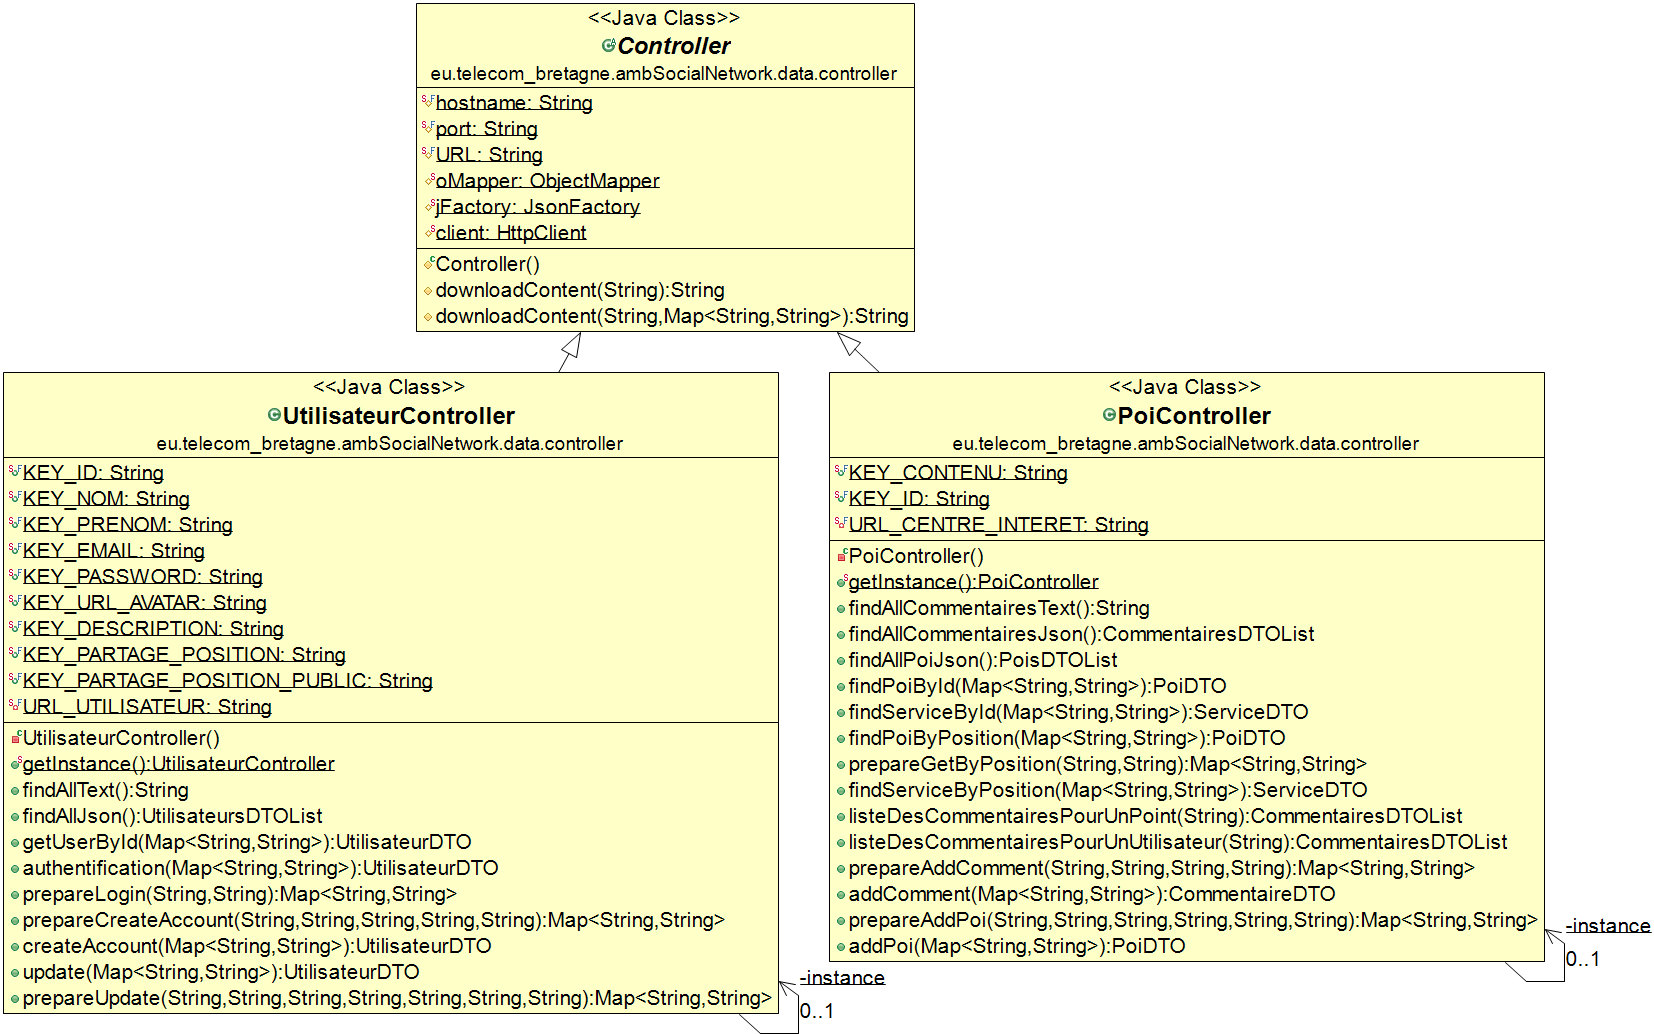 <<Java Class>>
Controller
eu.telecom_bretagne.ambSocialNetwork.data.controller
hostname: String
port: String
URL: String
oMapper: ObjectMapper
jFactory: JsonFactory
client: HttpClient
Controller()
downloadContent(String):String
downloadContent(String,Map<String,String>):String
<<Java Class>>
UtilisateurController
eu.telecom_bretagne.ambSocialNetwork.data.controller
KEY_ID: String
KEY_NOM: String
KEY_PRENOM: String
KEY_EMAIL: String
KEY_PASSWORD: String
KEY_URL_AVATAR: String
KEY_DESCRIPTION: String
KEY_PARTAGE_POSITION: String
KEY_PARTAGE_POSITION_PUBLIC: String
URL_UTILISATEUR: String
UtilisateurController()
getInstance():UtilisateurController
findAllText():String
findAllJson():UtilisateursDTOList
getUserById(Map<String,String>):UtilisateurDTO
authentification(Map<String,String>):UtilisateurDTO
prepareLogin(String,String):Map<String,String>
prepareCreateAccount(String,String,String,String,String):Map<String,String>
createAccount(Map<String,String>):UtilisateurDTO
update(Map<String,String>):UtilisateurDTO
prepareUpdate(String,String,String,String,String,String,String):Map<String,String>
-instance
0..1
<<Java Class>>
PoiController
eu.telecom_bretagne.ambSocialNetwork.data.controller
KEY_CONTENU: String
KEY_ID: String
URL_CENTRE_INTERET: String
PoiController()
getInstance():PoiController
findAllCommentairesText():String
findAllCommentairesJson():CommentairesDTOList
findAllPoiJson():PoisDTOList
findPoiById(Map<String,String>):PoiDTO
findServiceById(Map<String,String>):ServiceDTO
findPoiByPosition(Map<String,String>):PoiDTO
prepareGetByPosition(String,String):Map<String,String>
findServiceByPosition(Map<String,String>):ServiceDTO
listeDesCommentairesPourUnPoint(String):CommentairesDTOList
listeDesCommentairesPourUnUtilisateur(String):CommentairesDTOList
prepareAddComment(String,String,String,String):Map<String,String>
addComment(Map<String,String>):CommentaireDTO
prepareAddPoi(String,String,String,String,String,String):Map<String,String>
addPoi(Map<String,String>):PoiDTO
-instance
0..1